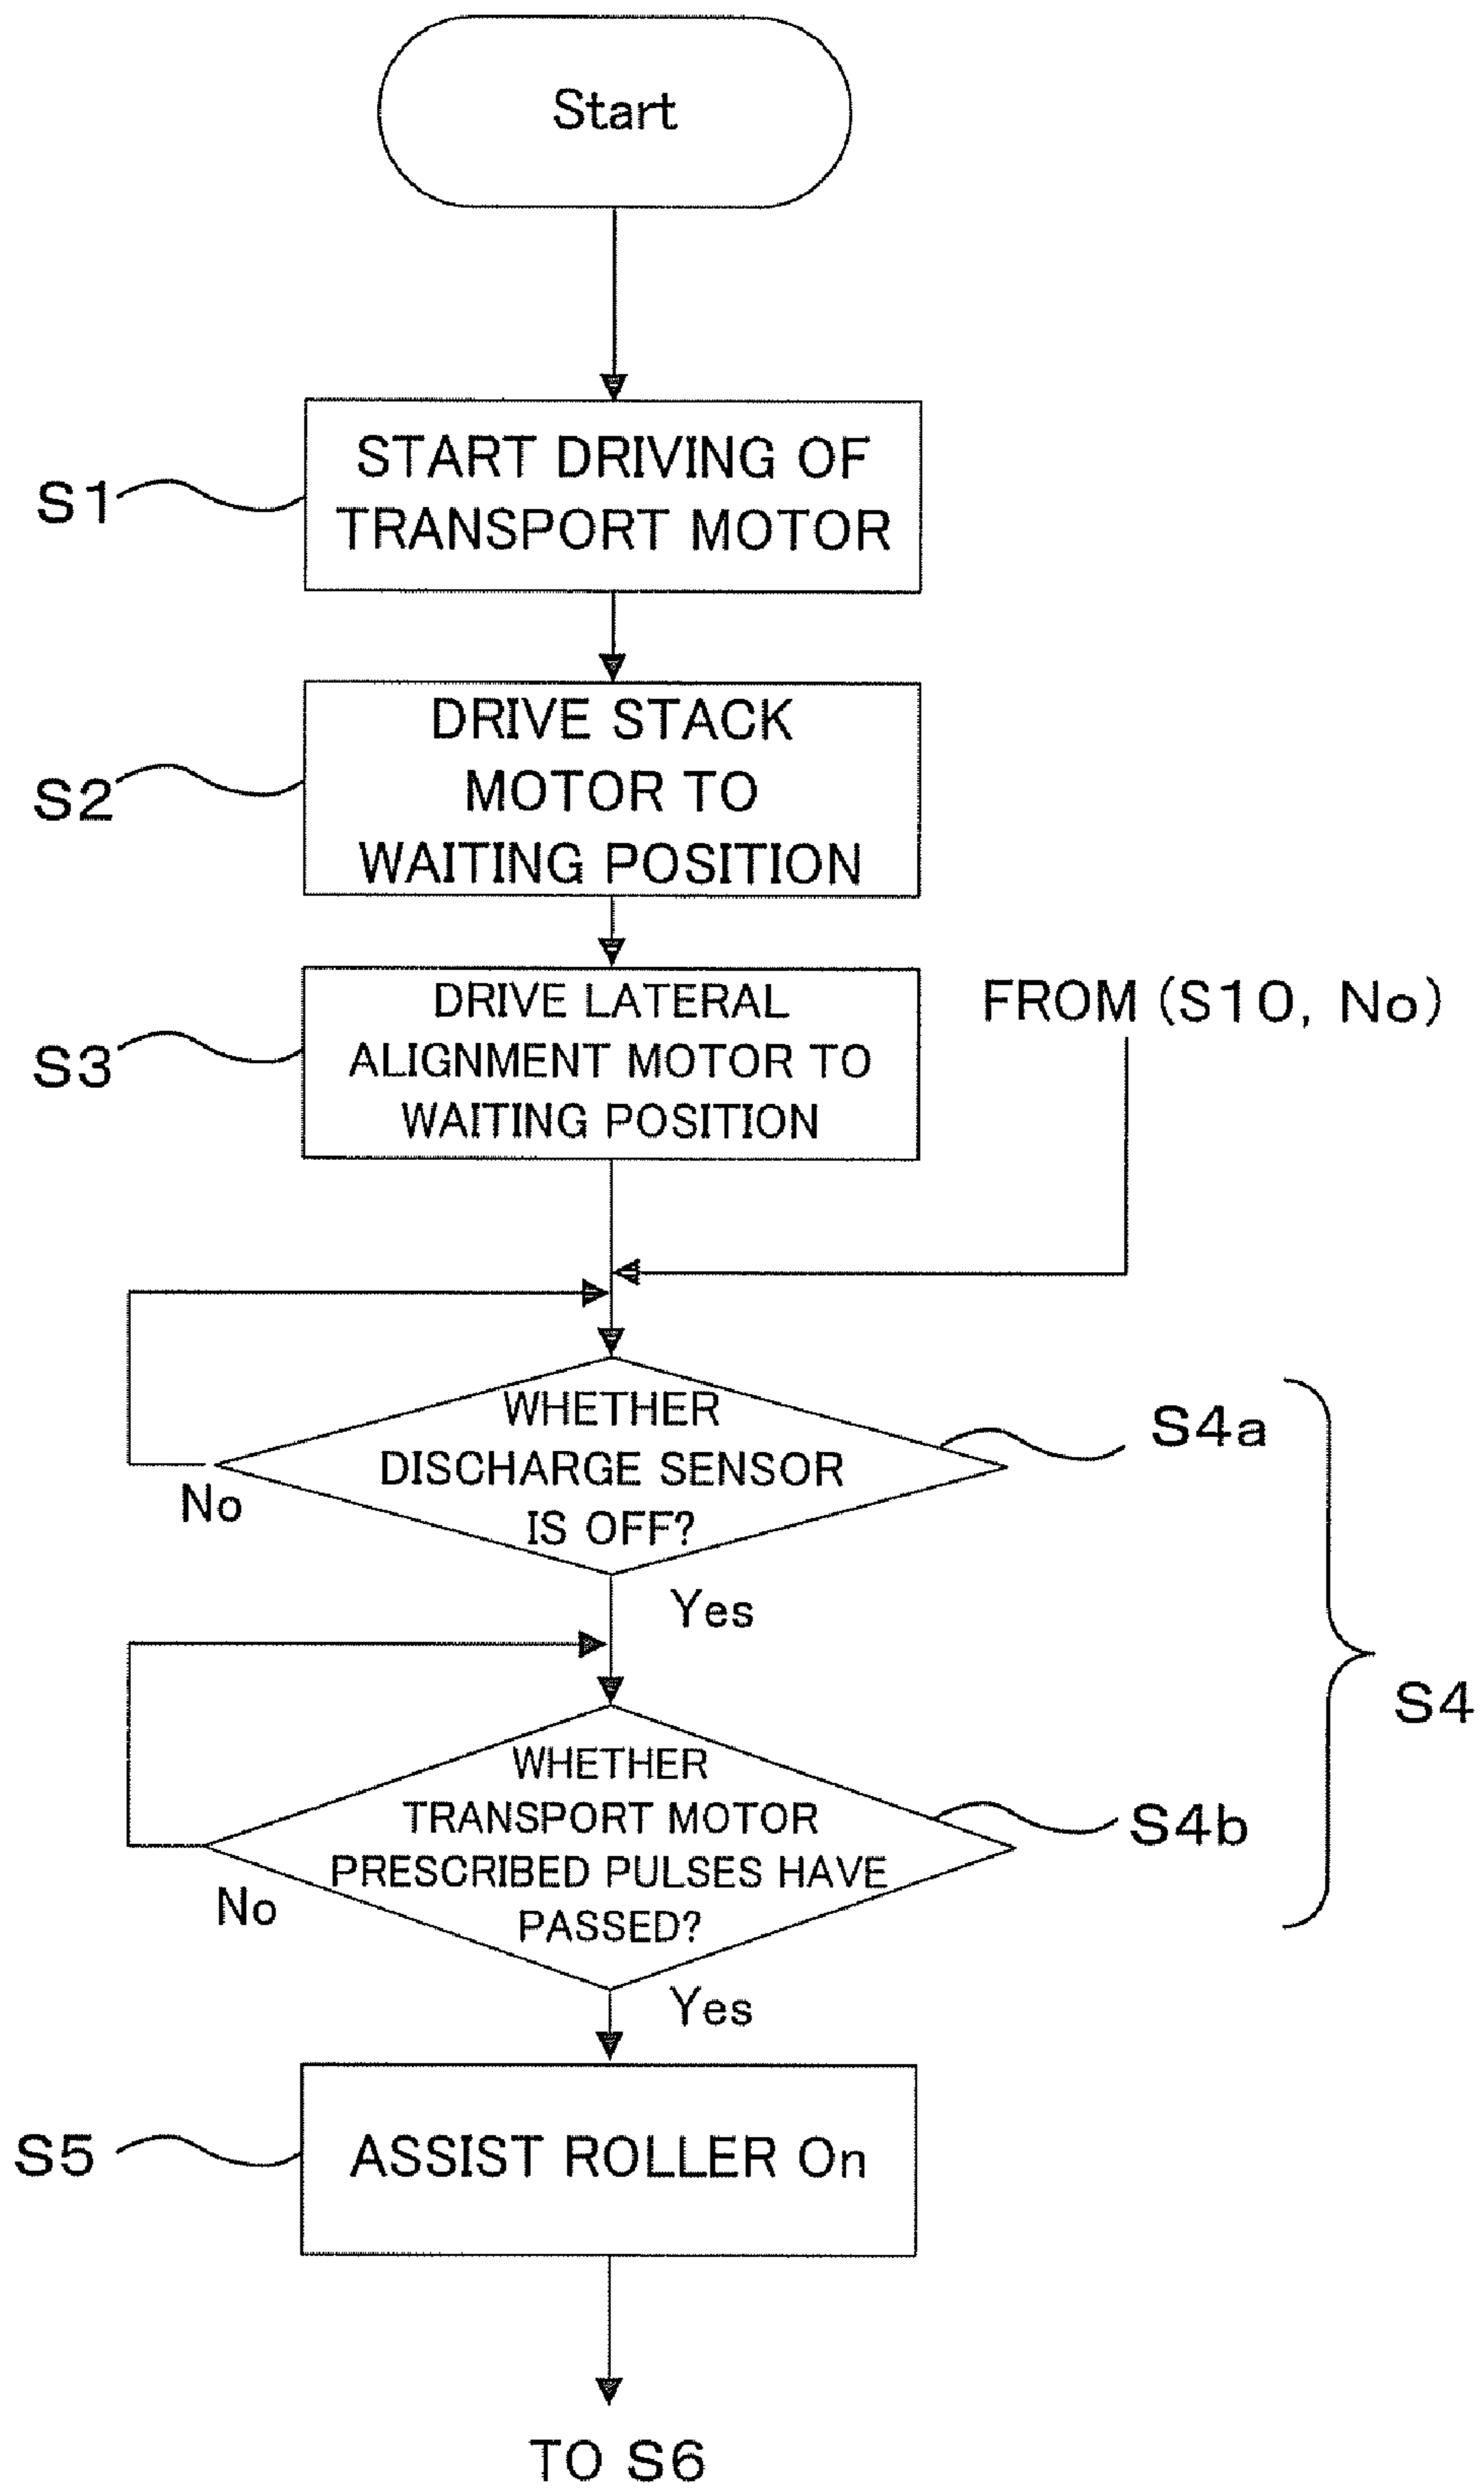 Start
S1
START DRIVING OF
TRANSPORT MOTOR
S2
DRIVE STACK
MOTOR TO
WAITING POSITION
S3
DRIVE LATERAL
ALIGNMENT MOTOR TO
WAITING POSITION
FROM (S10, No)
WHETHER
DISCHARGE SENSOR
IS OFF?
S4a
No
Yes
S4
WHETHER
TRANSPORT MOTOR
PRESCRIBED PULSES HAVE
PASSED?
S4b
No
Yes
S5
ASSIST ROLLER On
TO S6